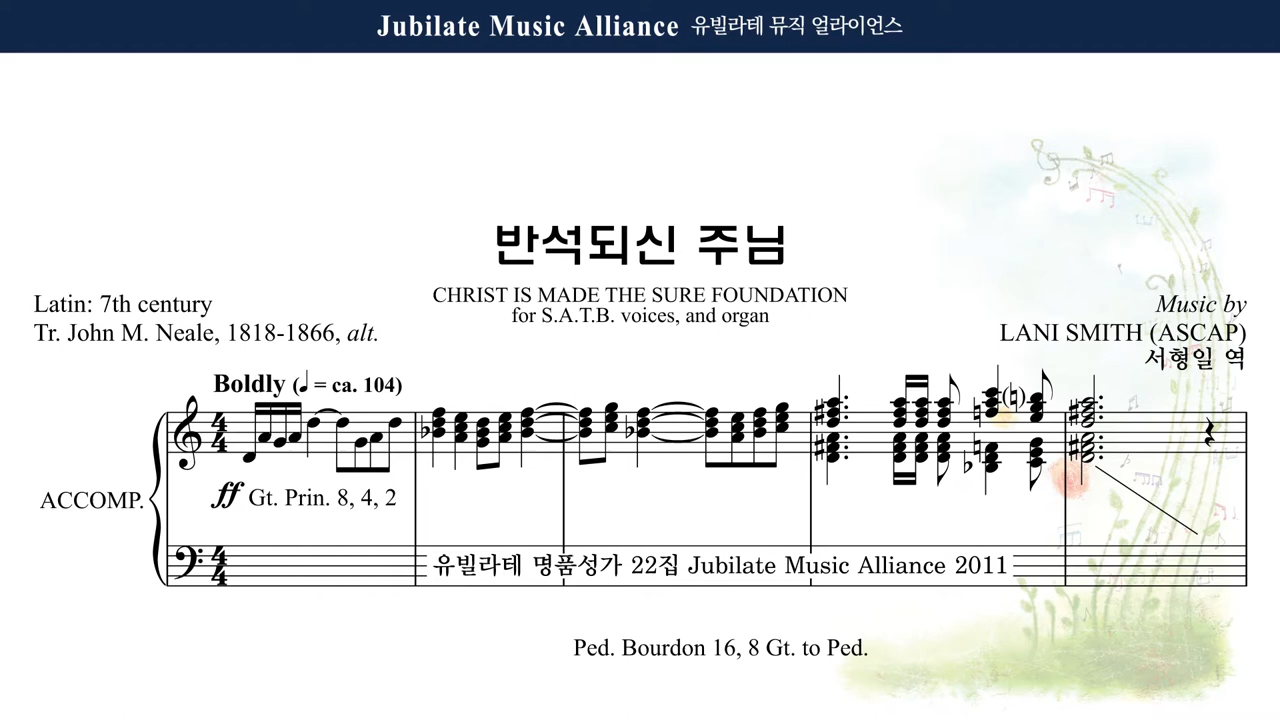 Jubilate Music Alliance 유빌라테 뮤직 얼라이언스
반석되신 주님
CHRIST IS MADE THE SURE FOUNDATION
for S.A.T.B. voices, and organ
Latin: 7th century
Tr. John M. Neale, 1818-1866, alt.
Music by
LANI SMITH (ASCAP)
서형일 역
Boldly (♩ = ca. 104)
ACCOMP.
ff Gt. Prin. 8, 4, 2
유빌라테 명품성가 22집 Jubilate Music Alliance 2011
Ped. Bourdon 16, 8 Gt. to Ped.